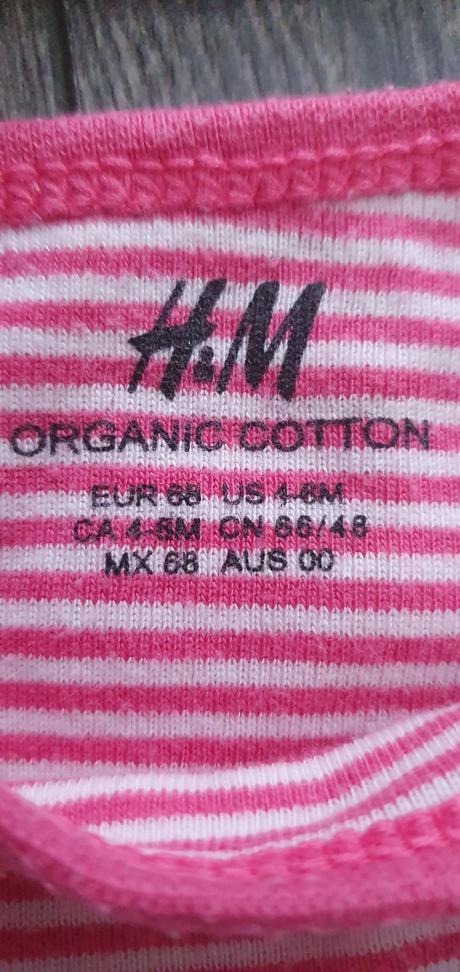 H&M
ORGANIC COTTON
EUR 68 US 4-6M
CA 4-6M CN 66/48
MX 68 AUS 00